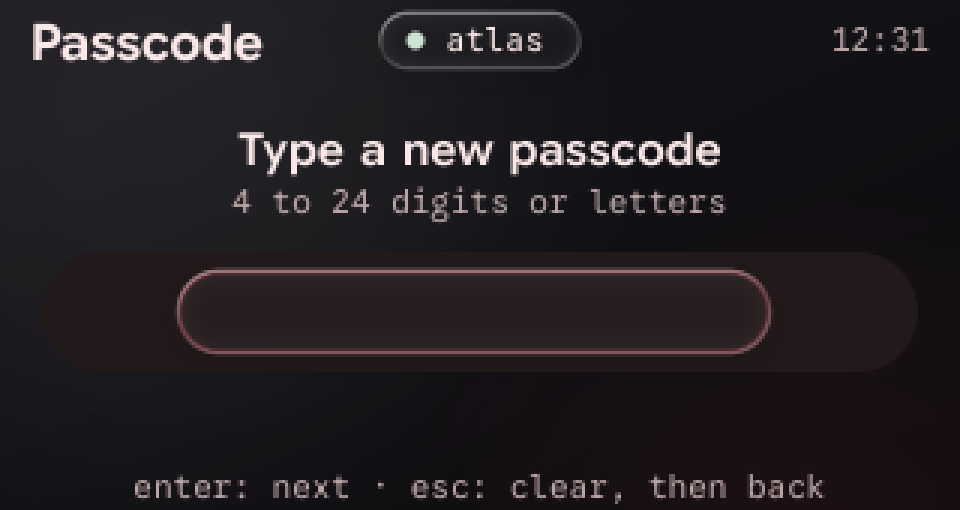 Passcode
atlas
12:31
Type a new passcode
4 to 24 digits or letters
enter: next · esc: clear, then back